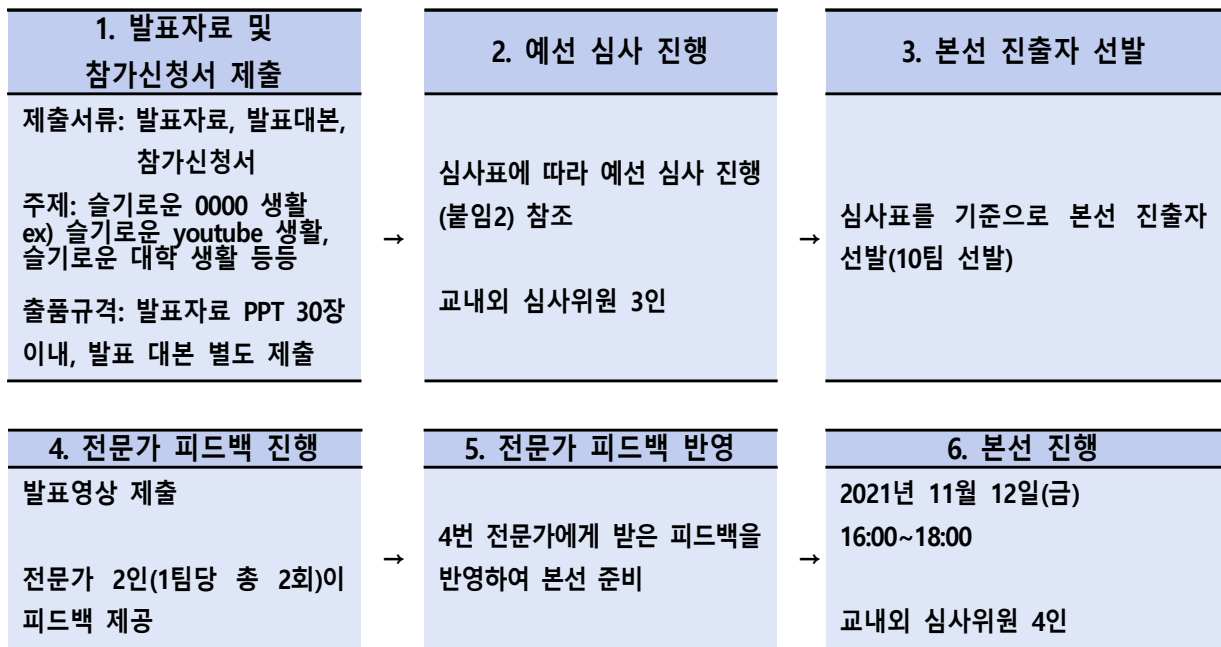 1. 발표자료 및
참가신청서 제출
제출서류: 발표자료, 발표대본,
참가신청서
주제: 슬기로운 0000 생활
ex) 슬기로운 youtube 생활,
슬기로운 대학 생활 등등
출품규격: 발표자료 PPT 30장
이내, 발표 대본 별도 제출
→
2. 예선 심사 진행
심사표에 따라 예선 심사 진행
(붙임2) 참조
교내외 심사위원 3인
→
3. 본선 진출자 선발
심사표를 기준으로 본선 진출자
선발(10팀 선발)
4. 전문가 피드백 진행
발표영상 제출
전문가 2인(1팀당 총 2회)이
피드백 제공
→
5. 전문가 피드백 반영
4번 전문가에게 받은 피드백을
반영하여 본선 준비
→
6. 본선 진행
2021년 11월 12일(금)
16:00~18:00
교내외 심사위원 4인